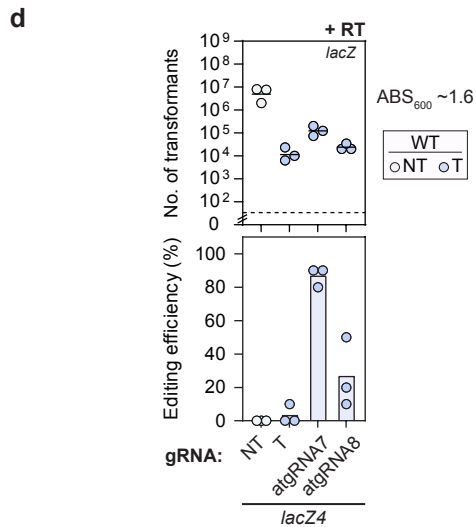 d
+ RT
lacZ
No. of transformants
10⁹
10⁸
10⁷
10⁶
10⁵
10⁴
10³
10²
0
ABS₆₀₀ ~1.6
WT
NT T
Editing efficiency (%)
100
80
60
40
20
0
gRNA:
NT
T
atgRNA7
atgRNA8
lacZ4